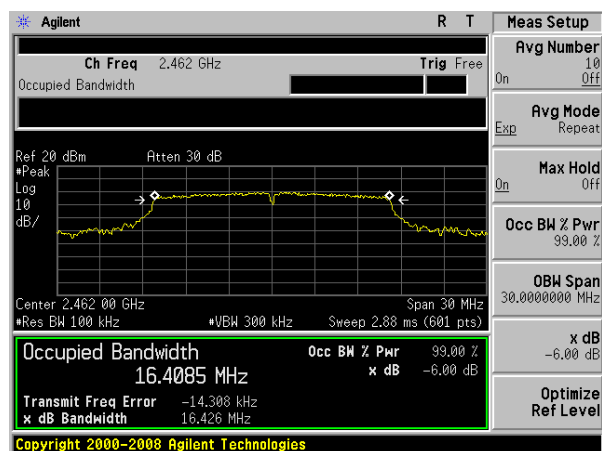 Agilent R T
Meas Setup
Ch Freq 2.462 GHz Trig Free
Occupied Bandwidth
Ref 20 dBm Atten 30 dB
#Peak
Log
10
dB/
Center 2.462 00 GHz Span 30 MHz
#Res BW 100 kHz #VBW 300 kHz Sweep 2.88 ms (601 pts)
Occupied Bandwidth Occ BW % Pwr 99.00 %
16.4085 MHz x dB -6.00 dB
Transmit Freq Error -14.308 kHz
x dB Bandwidth 16.426 MHz
Copyright 2000-2008 Agilent Technologies
Avg Number
10
On Off
Avg Mode
Exp Repeat
Max Hold
On Off
Occ BW % Pwr
99.00 %
OBW Span
30.0000000 MHz
x dB
-6.00 dB
Optimize
Ref Level